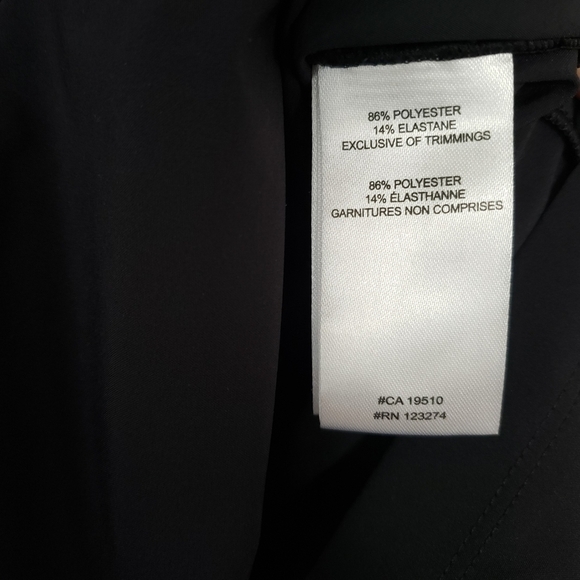 86% POLYESTER
14% ELASTANE
EXCLUSIVE OF TRIMMINGS
86% POLYESTER
14% ÉLASTHANNE
GARNITURES NON COMPRISES
#CA 19510
#RN 123274